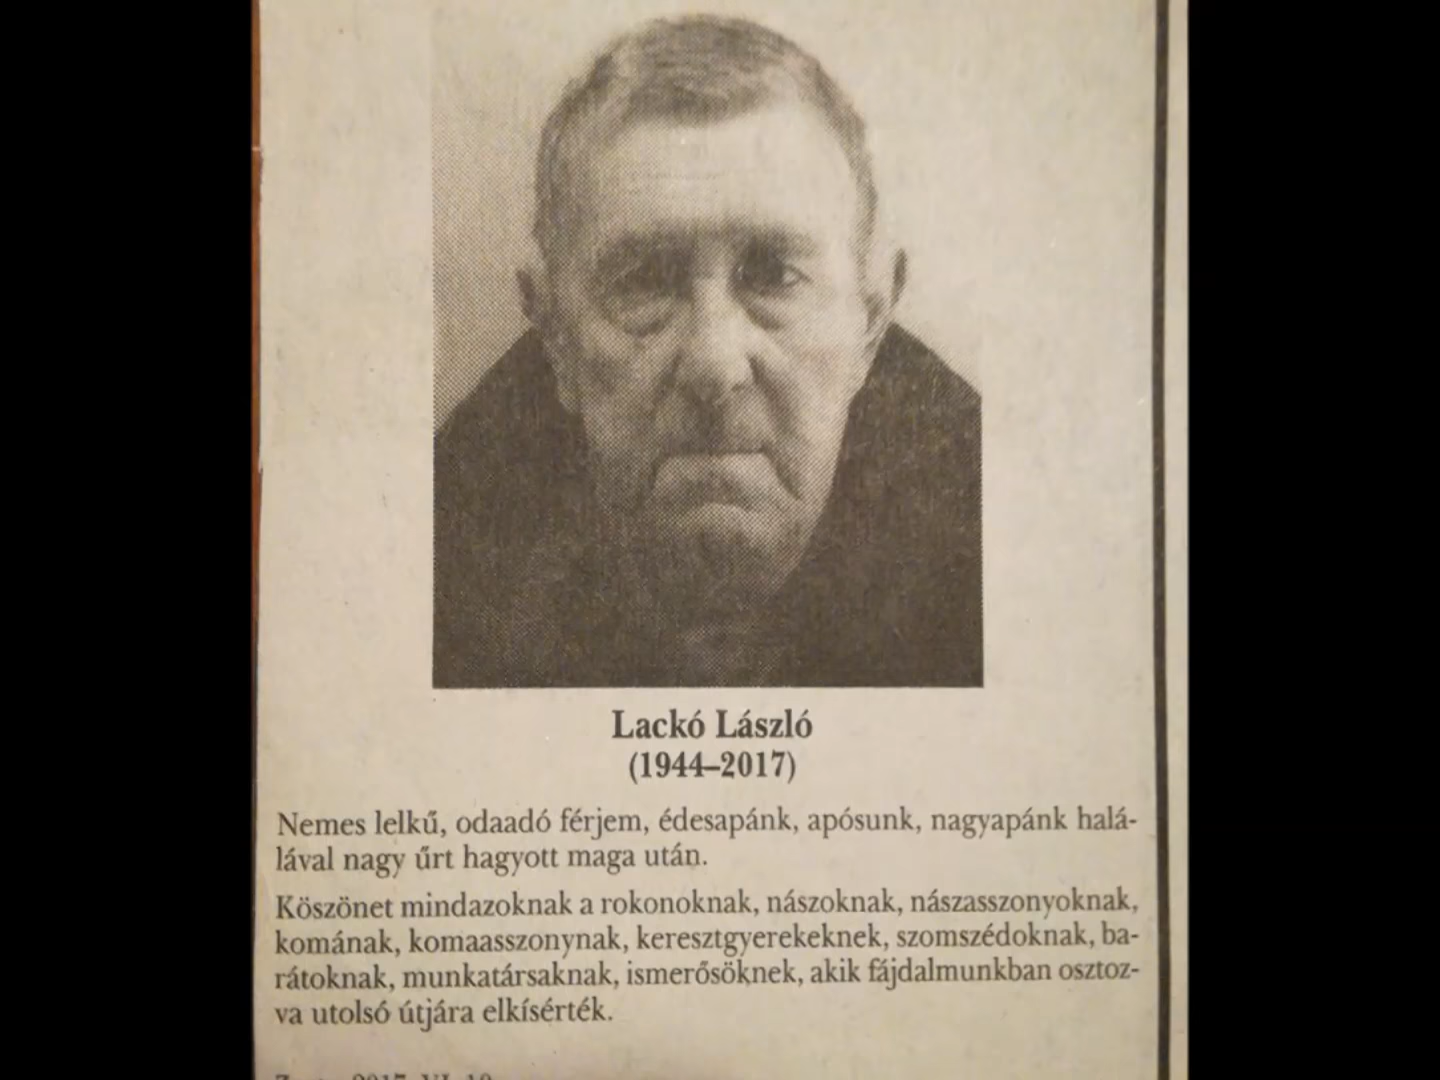 Lackó László
(1944–2017)
Nemes lelkű, odaadó férjem, édesapánk, apósunk, nagyapánk halá-
lával nagy űrt hagyott maga után.
Köszönet mindazoknak a rokonoknak, nászoknak, nászasszonyoknak,
komának, komaasszonynak, keresztgyerekeknek, szomszédoknak, ba-
rátoknak, munkatársaknak, ismerősöknek, akik fájdalmunkban osztoz-
va utolsó útjára elkísérték.